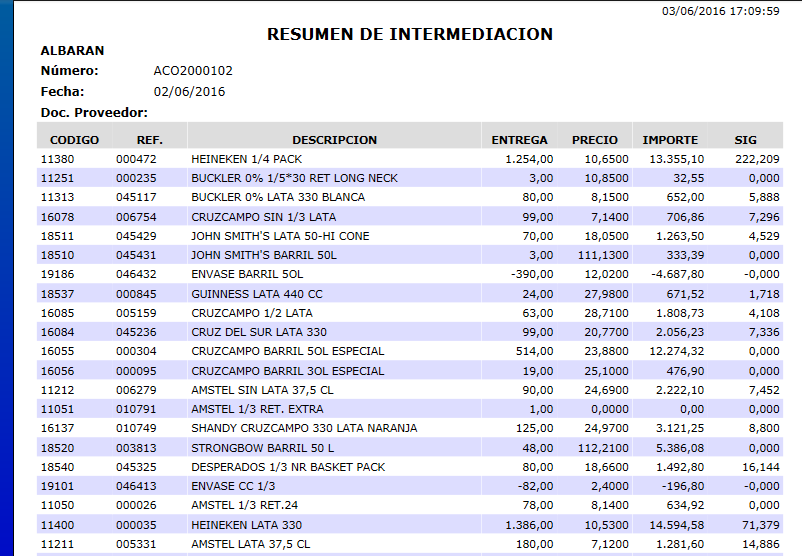 03/06/2016 17:09:59
RESUMEN DE INTERMEDIACION
ALBARAN
Número: ACO2000102
Fecha: 02/06/2016
Doc. Proveedor:
CODIGO REF. DESCRIPCION ENTREGA PRECIO IMPORTE SIG
11380 000472 HEINEKEN 1/4 PACK 1.254,00 10,6500 13.355,10 222,209
11251 000235 BUCKLER 0% 1/5*30 RET LONG NECK 3,00 10,8500 32,55 0,000
11313 045117 BUCKLER 0% LATA 330 BLANCA 80,00 8,1500 652,00 5,888
16078 006754 CRUZCAMPO SIN 1/3 LATA 99,00 7,1400 706,86 7,296
18511 045429 JOHN SMITH'S LATA 50-HI CONE 70,00 18,0500 1.263,50 4,529
18510 045431 JOHN SMITH'S BARRIL 50L 3,00 111,1300 333,39 0,000
19186 046432 ENVASE BARRIL 5OL -390,00 12,0200 -4.687,80 -0,000
18537 000845 GUINNESS LATA 440 CC 24,00 27,9800 671,52 1,718
16085 005159 CRUZCAMPO 1/2 LATA 63,00 28,7100 1.808,73 4,108
16084 045236 CRUZ DEL SUR LATA 330 99,00 20,7700 2.056,23 7,336
16055 000304 CRUZCAMPO BARRIL 5OL ESPECIAL 514,00 23,8800 12.274,32 0,000
16056 000095 CRUZCAMPO BARRIL 3OL ESPECIAL 19,00 25,1000 476,90 0,000
11212 006279 AMSTEL SIN LATA 37,5 CL 90,00 24,6900 2.222,10 7,452
11051 010791 AMSTEL 1/3 RET. EXTRA 1,00 0,0000 0,00 0,000
16137 010749 SHANDY CRUZCAMPO 330 LATA NARANJA 125,00 24,9700 3.121,25 8,800
18520 003813 STRONGBOW BARRIL 50 L 48,00 112,2100 5.386,08 0,000
18540 045325 DESPERADOS 1/3 NR BASKET PACK 80,00 18,6600 1.492,80 16,144
19101 046413 ENVASE CC 1/3 -82,00 2,4000 -196,80 -0,000
11050 000026 AMSTEL 1/3 RET.24 78,00 8,1400 634,92 0,000
11400 000035 HEINEKEN LATA 330 1.386,00 10,5300 14.594,58 71,379
11211 005331 AMSTEL LATA 37,5 CL 180,00 7,1200 1.281,60 14,886